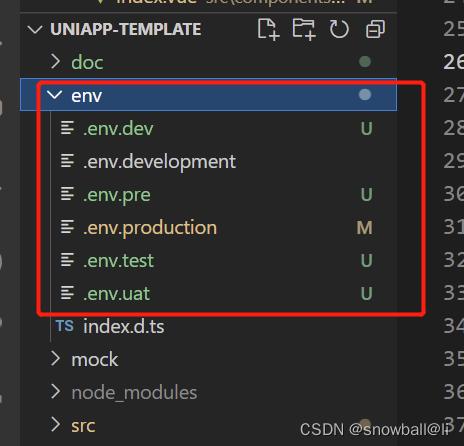 index.vue src\components... M
UNIAPP-TEMPLATE
doc
env
.env.dev U
.env.development
.env.pre U
.env.production M
.env.test U
.env.uat U
TS index.d.ts
mock
node_modules
src
25
26
27
28
29
30
31
32
33
34
35
36
37
CSDN @snowball@li